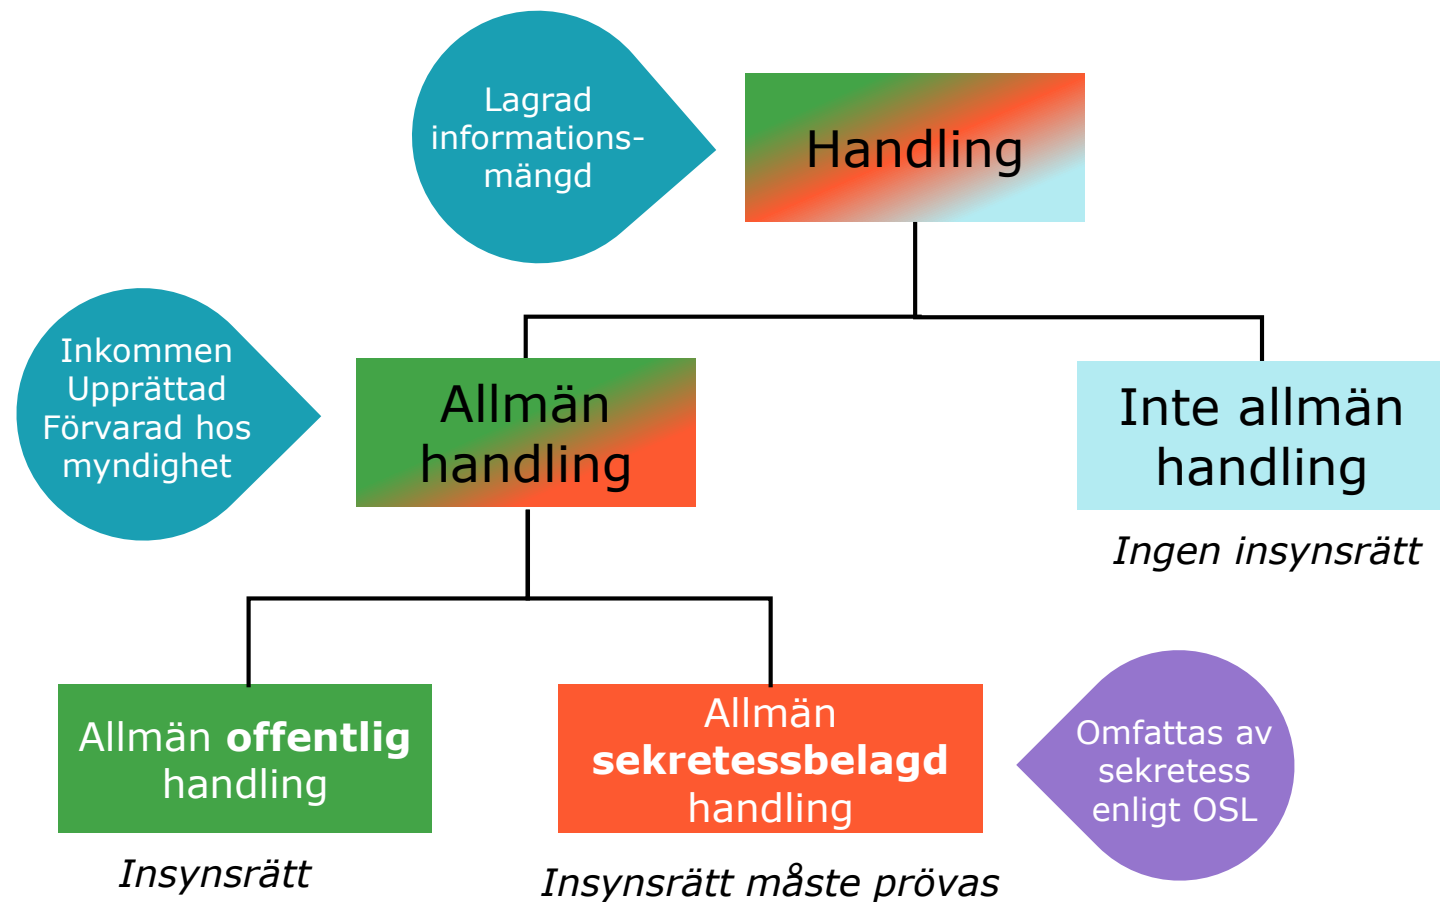 Lagrad
informations-
mängd
Handling
Inkommen
Upprättad
Förvarad hos
myndighet
Allmän
handling
Inte allmän
handling
Ingen insynsrätt
Allmän offentlig
handling
Insynsrätt
Allmän
sekretessbelagd
handling
Insynsrätt måste prövas
Omfattas av
sekretess
enligt OSL